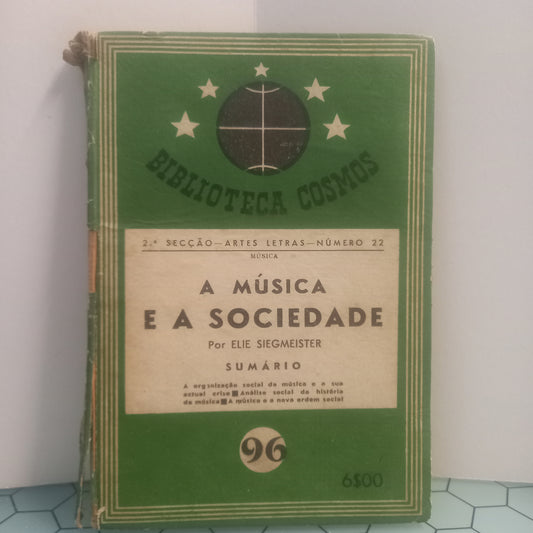 BIBLIOTECA COSMOS
2.ª SECÇÃO—ARTES LETRAS—NÚMERO 22
MÚSICA
A MÚSICA
E A SOCIEDADE
Por ELIE SIEGMEISTER
SUMÁRIO
A organização social da música e a sua
actual crise ■ Análise social da história
da música ■ A música e a nova ordem social
96
6$00